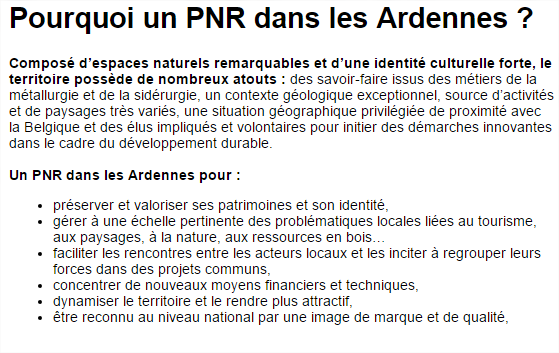 Pourquoi un PNR dans les Ardennes ?
Composé d’espaces naturels remarquables et d’une identité culturelle forte, le
territoire possède de nombreux atouts : des savoir-faire issus des métiers de la
métallurgie et de la sidérurgie, un contexte géologique exceptionnel, source d’activités
et de paysages très variés, une situation géographique privilégiée de proximité avec
la Belgique et des élus impliqués et volontaires pour initier des démarches innovantes
dans le cadre du développement durable.
Un PNR dans les Ardennes pour :
• préserver et valoriser ses patrimoines et son identité,
• gérer à une échelle pertinente des problématiques locales liées au tourisme,
aux paysages, à la nature, aux ressources en bois…
• faciliter les rencontres entre les acteurs locaux et les inciter à regrouper leurs
forces dans des projets communs,
• concentrer de nouveaux moyens financiers et techniques,
• dynamiser le territoire et le rendre plus attractif,
• être reconnu au niveau national par une image de marque et de qualité,